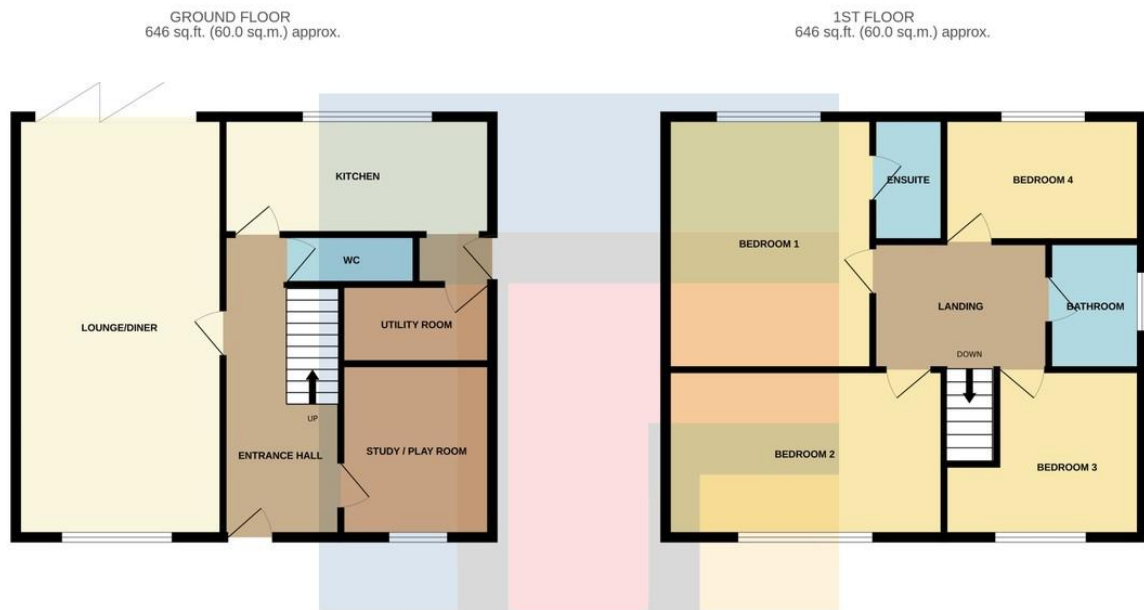 GROUND FLOOR
646 sq.ft. (60.0 sq.m.) approx.
KITCHEN
WC
LOUNGE/DINER
UTILITY ROOM
UP
ENTRANCE HALL
STUDY / PLAY ROOM
1ST FLOOR
646 sq.ft. (60.0 sq.m.) approx.
ENSUITE
BEDROOM 4
BEDROOM 1
LANDING
BATHROOM
DOWN
BEDROOM 2
BEDROOM 3